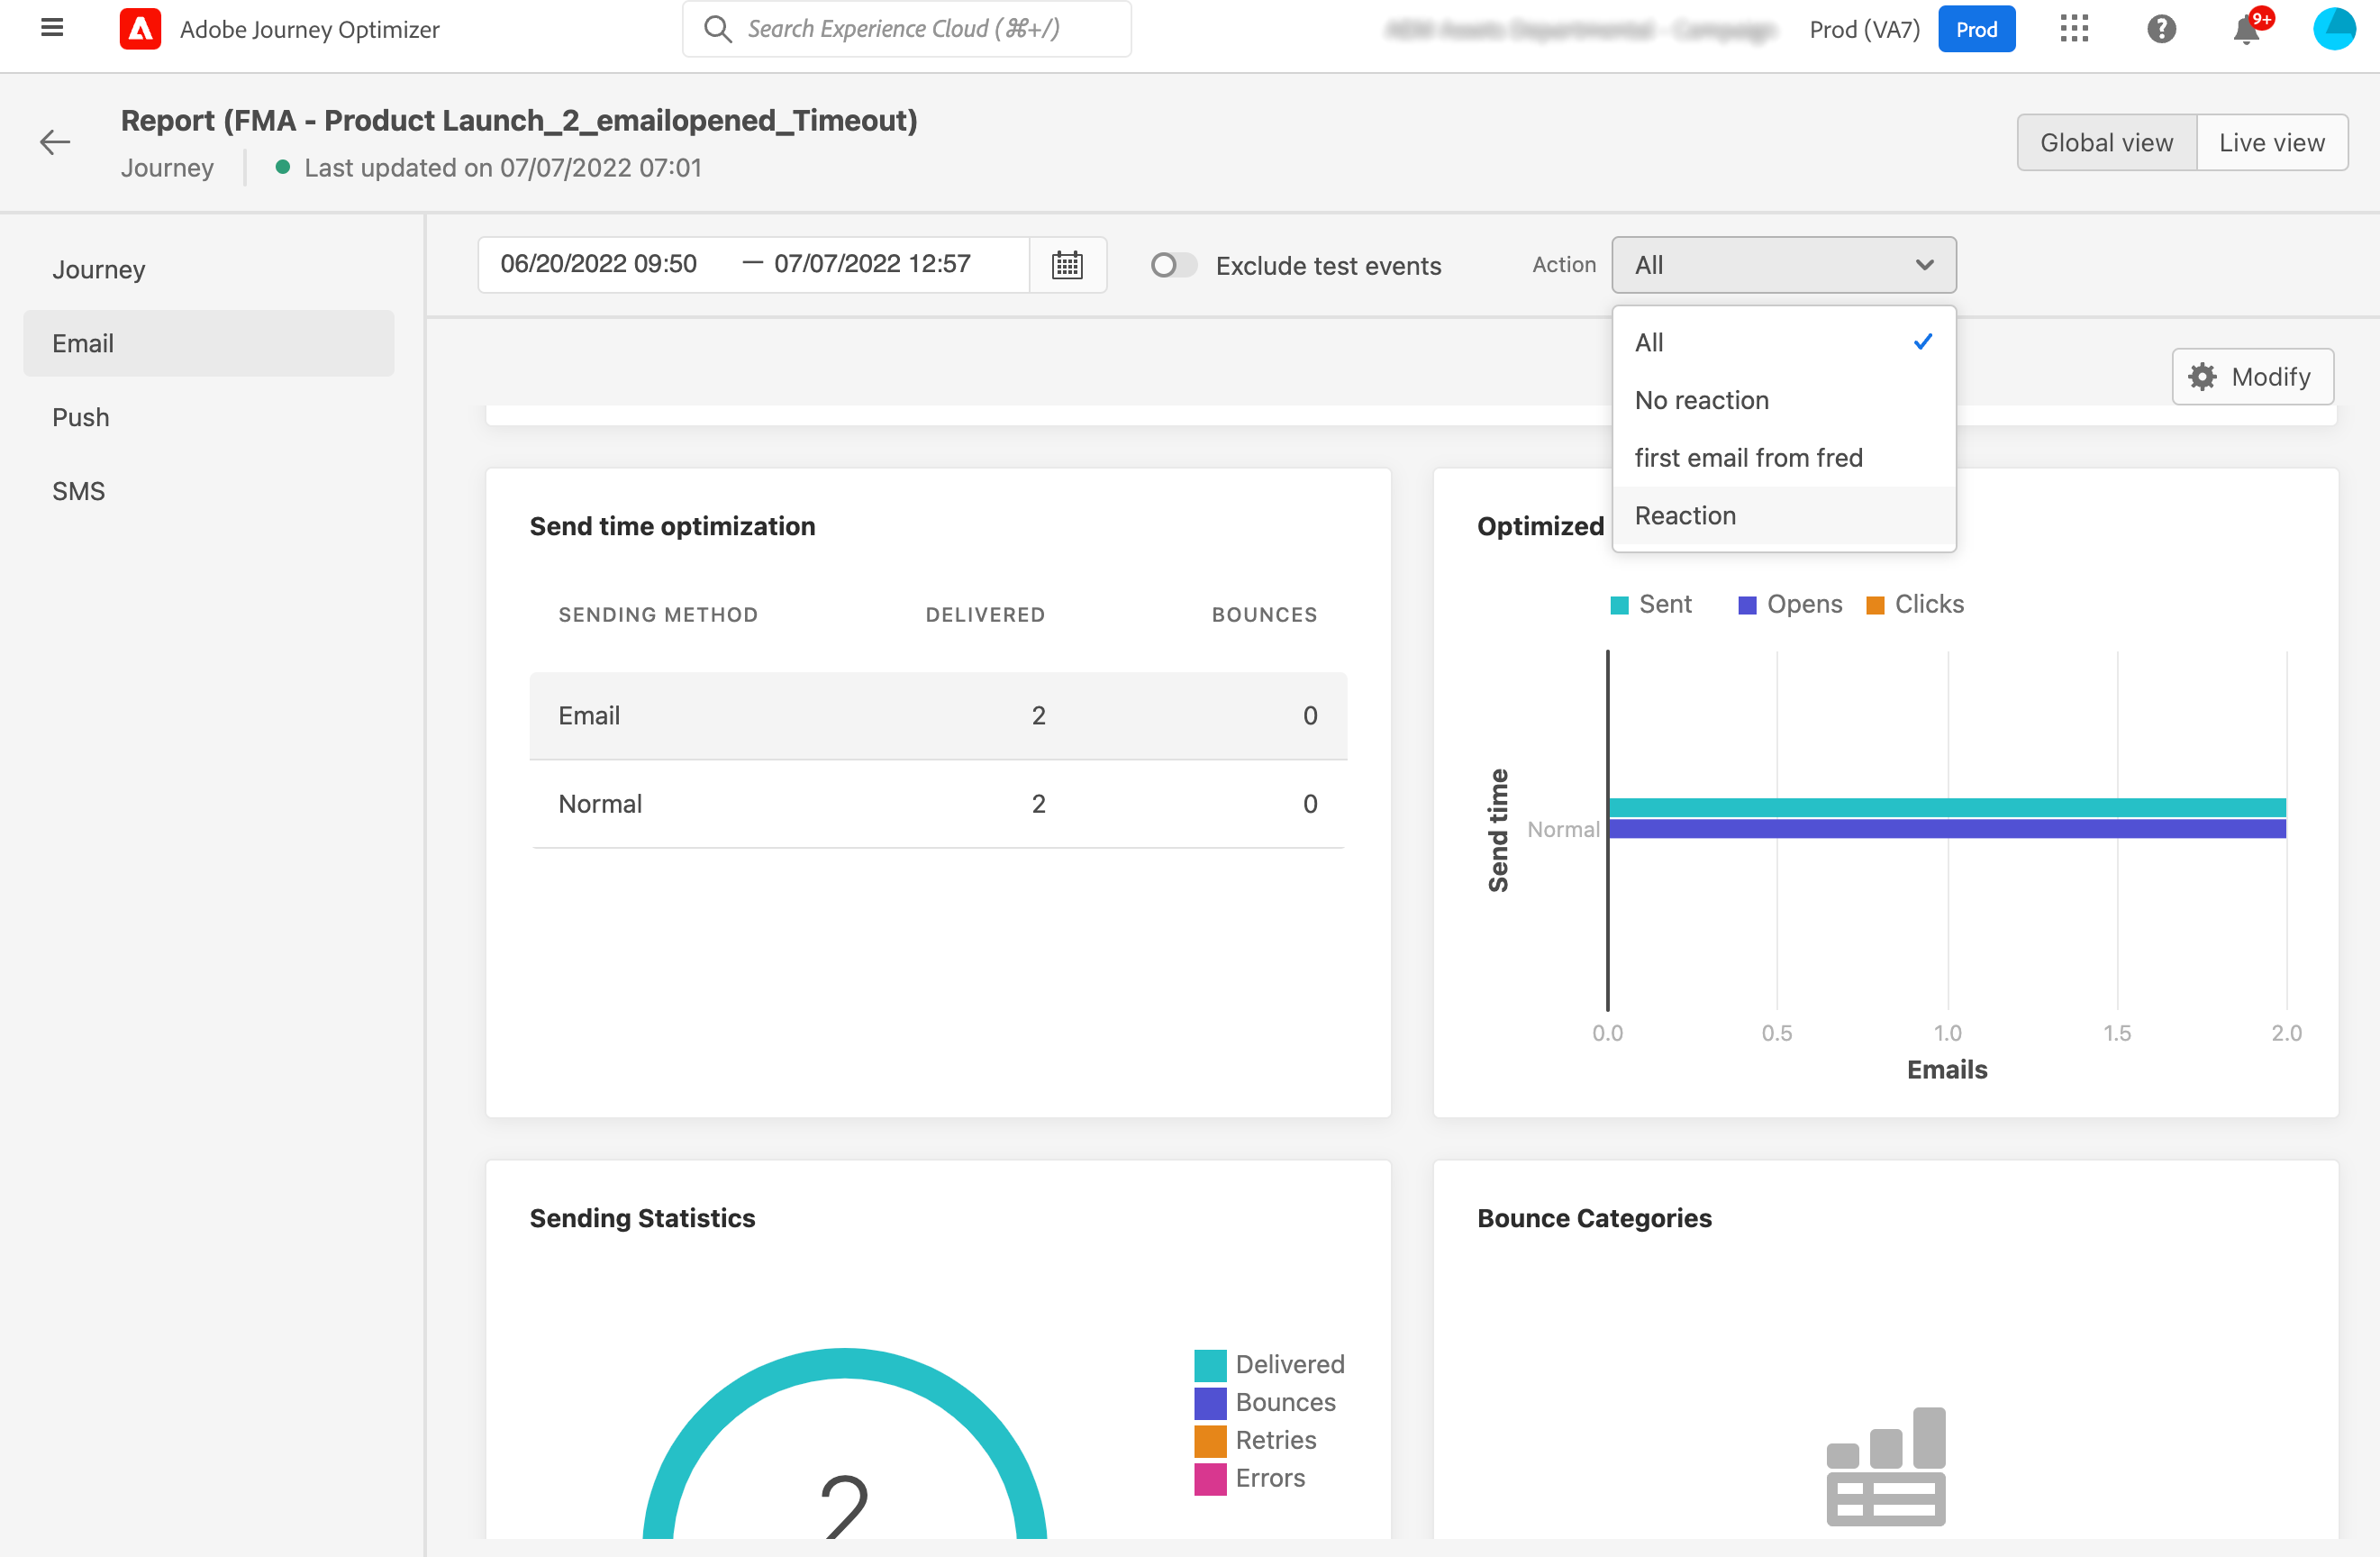 Adobe Journey Optimizer
Search Experience Cloud (⌘+/)
Prod (VA7)
Prod
9+
Report (FMA - Product Launch_2_emailopened_Timeout)
Journey
Last updated on 07/07/2022 07:01
Global view
Live view
Journey
Email
Push
SMS
06/20/2022 09:50 — 07/07/2022 12:57
Exclude test events
Action
All
All
No reaction
first email from fred
Reaction
Modify
Send time optimization
SENDING METHOD DELIVERED BOUNCES
Email 2 0
Normal 2 0
Optimized
Sent Opens Clicks
Send time
Normal
0.0 0.5 1.0 1.5 2.0
Emails
Sending Statistics
2
Delivered
Bounces
Retries
Errors
Bounce Categories